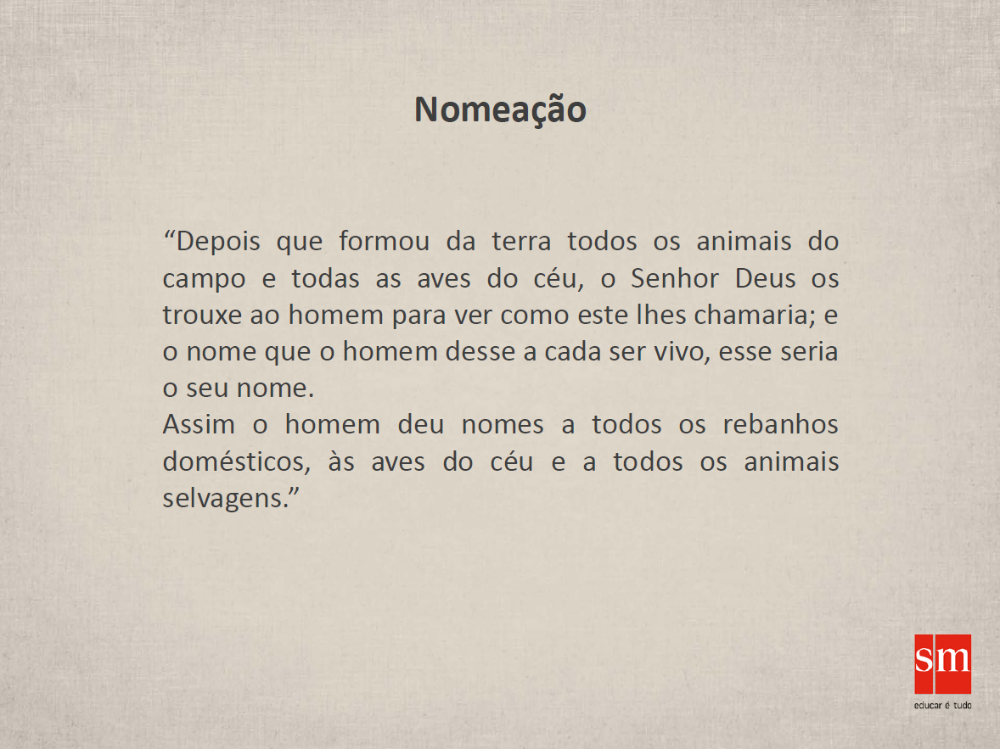 Nomeação
“Depois que formou da terra todos os animais do
campo e todas as aves do céu, o Senhor Deus os
trouxe ao homem para ver como este lhes chamaria; e
o nome que o homem desse a cada ser vivo, esse seria
o seu nome.
Assim o homem deu nomes a todos os rebanhos
domésticos, às aves do céu e a todos os animais
selvagens.”
sm
educar é tudo